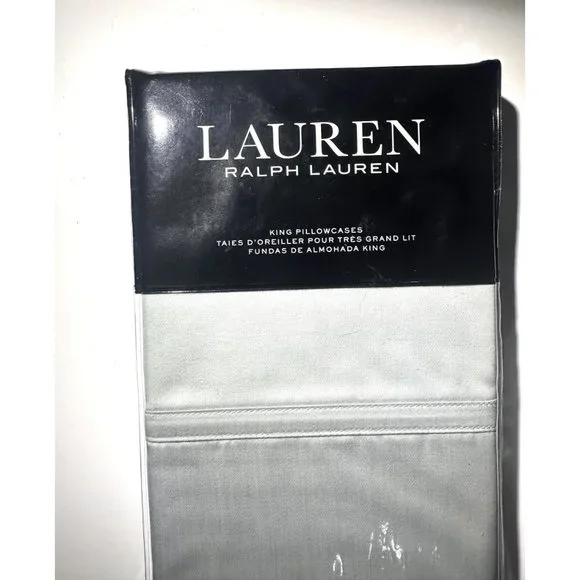 LAUREN
RALPH LAUREN
KING PILLOWCASES
TAIES D'OREILLER POUR TRÈS GRAND LIT
FUNDAS DE ALMOHADA KING